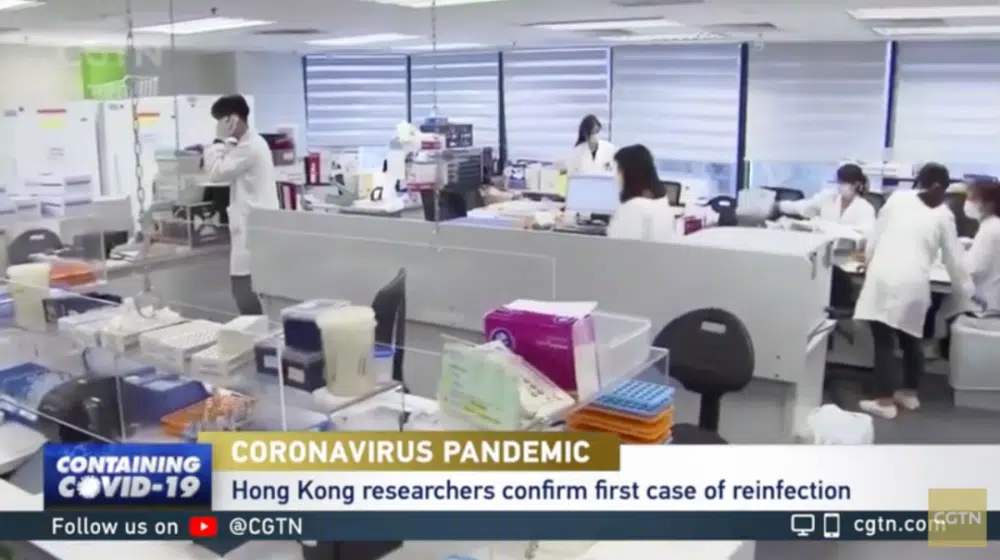 CGTN
CORONAVIRUS PANDEMIC
CONTAINING
COVID-19
Hong Kong researchers confirm first case of reinfection
Follow us on
@CGTN
cgtn.com
CGTN